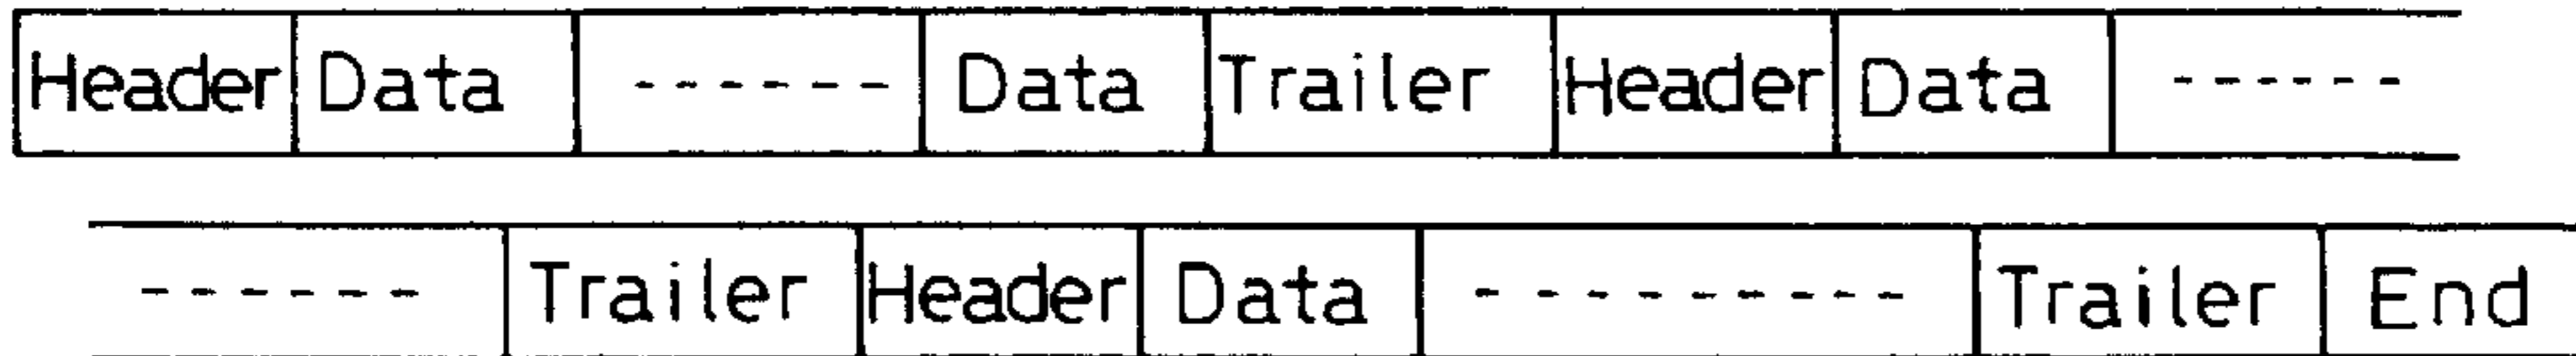 Header Data ------ Data Trailer Header Data ------
------ Trailer Header Data --------- Trailer End